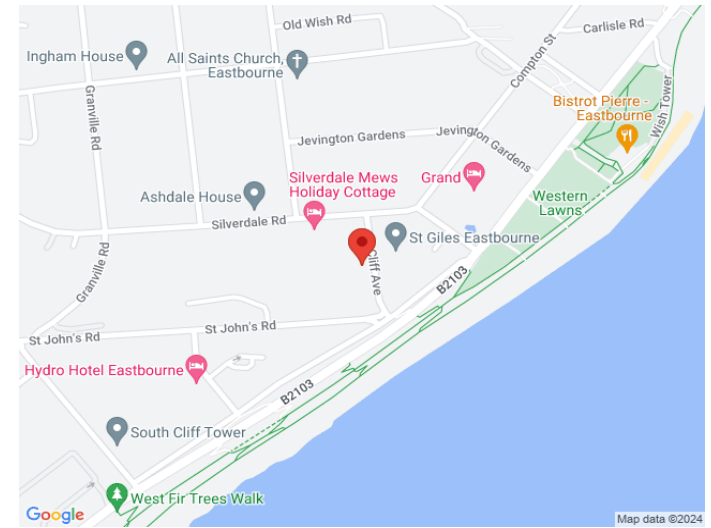 Old Wish Rd
Carlisle Rd
Ingham House
All Saints Church,
Eastbourne
Compton St
Granville Rd
Bistrot Pierre -
Eastbourne
Wish Tower
Jevington Gardens
Jevington Gardens
Silverdale Mews
Holiday Cottage
Grand
Ashdale House
Western
Lawns
Silverdale Rd
St Giles Eastbourne
Cliff Ave
Granville Rd
B2103
St John's Rd
St John's Rd
Hydro Hotel Eastbourne
B2103
South Cliff Tower
West Fir Trees Walk
Google
Map data ©2024